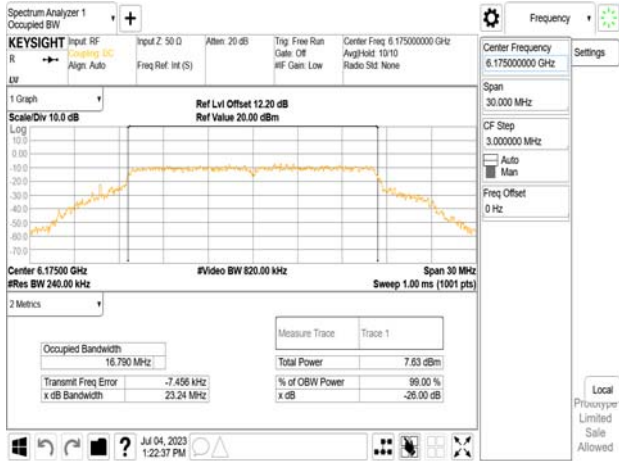 Spectrum Analyzer 1
Occupied BW
Frequency
KEYSIGHT Input: RF Input Z: 50 Ω Atten: 20 dB Trig: Free Run Center Freq: 6.175000000 GHz
R Coupling: DC Gate: Off Avg|Hold: 10/10
Align: Auto Freq Ref: Int (S) #IF Gain: Low Radio Std: None
LXI
Center Frequency
6.175000000 GHz
Settings
Span
30.000 MHz
CF Step
3.000000 MHz
Auto
Man
Freq Offset
0 Hz
1 Graph
Ref Lvl Offset 12.20 dB
Scale/Div 10.0 dB Ref Value 20.00 dBm
Log
10.0
0.00
-10.0
-20.0
-30.0
-40.0
-50.0
-60.0
-70.0
Center 6.17500 GHz #Video BW 820.00 kHz Span 30 MHz
#Res BW 240.00 kHz Sweep 1.00 ms (1001 pts)
2 Metrics
Measure Trace Trace 1
Occupied Bandwidth
16.790 MHz
Total Power 7.63 dBm
Transmit Freq Error -7.456 kHz % of OBW Power 99.00 %
x dB Bandwidth 23.24 MHz x dB -26.00 dB
Local
Prototype
Limited
Sale
Allowed
Jul 04, 2023
1:22:37 PM